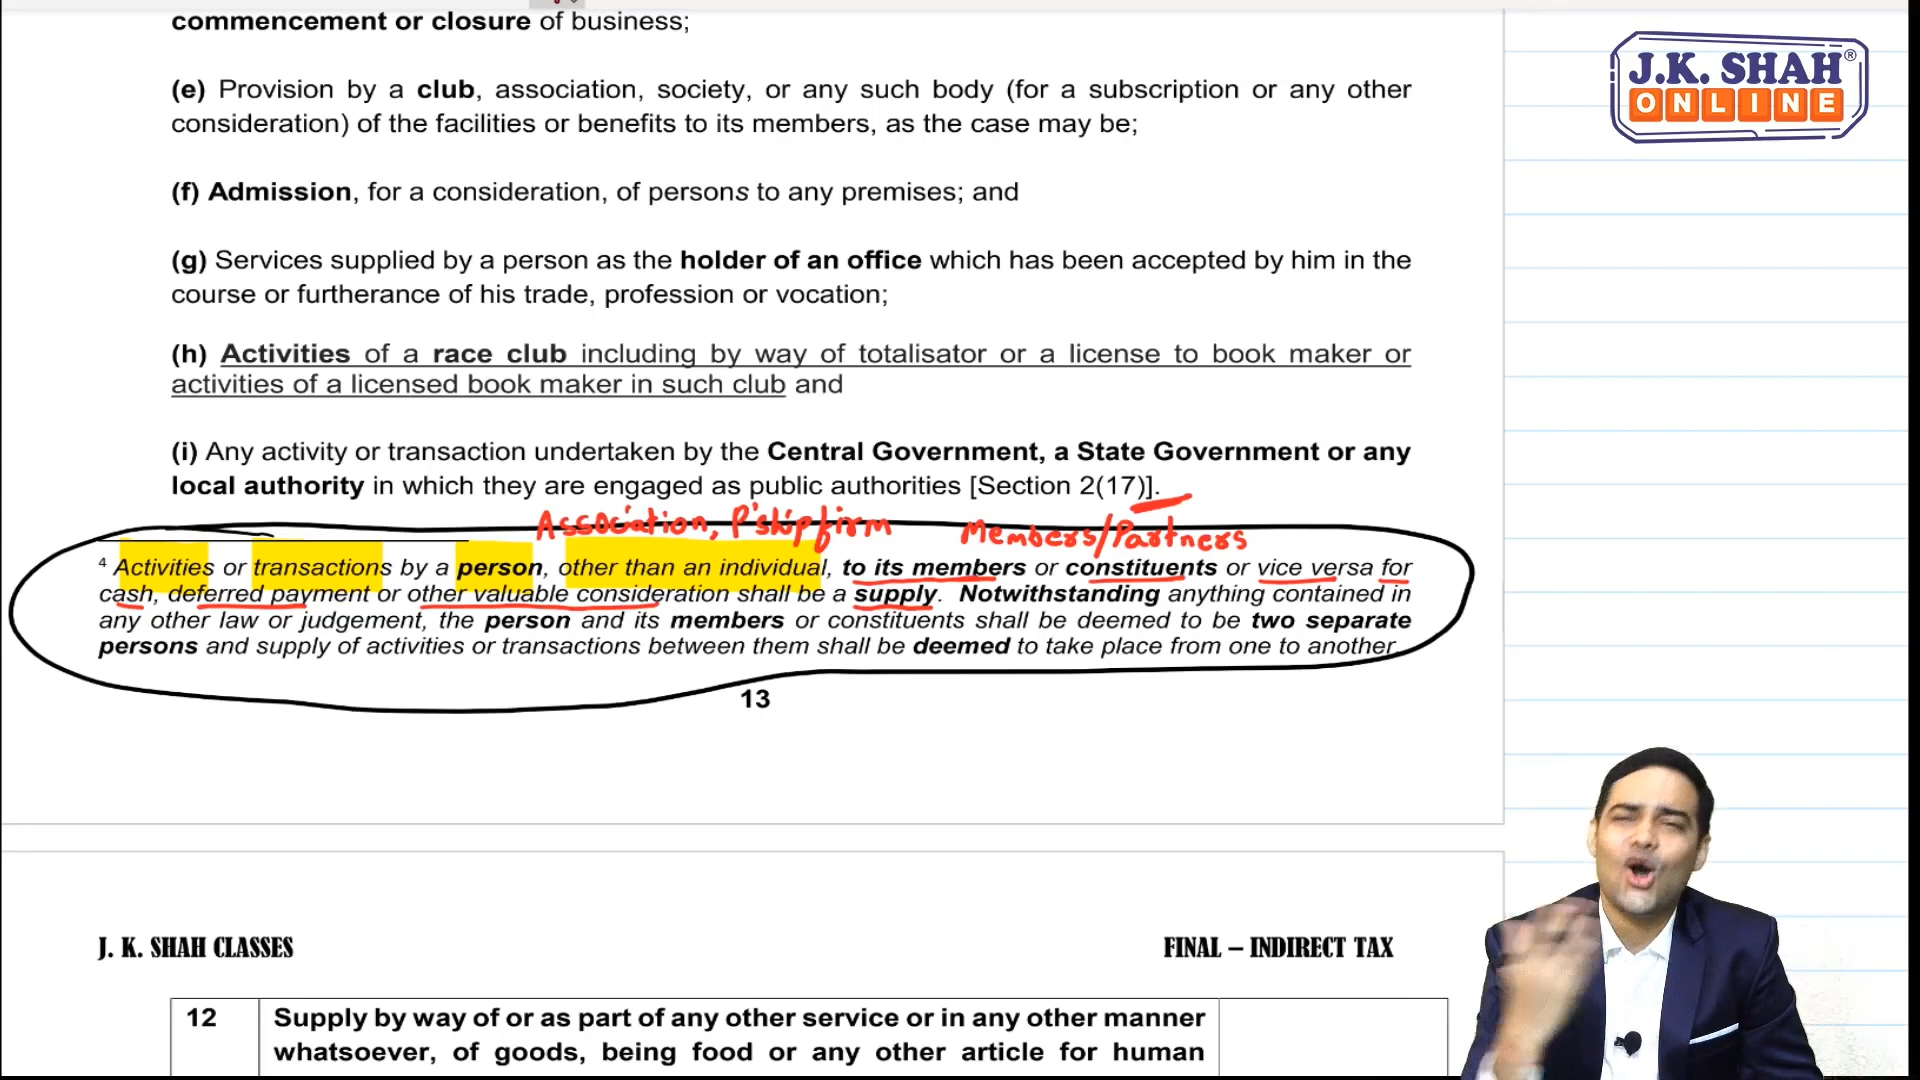 commencement or closure of business;
J.K. SHAH®
ONLINE
(e) Provision by a club, association, society, or any such body (for a subscription or any other
consideration) of the facilities or benefits to its members, as the case may be;
(f) Admission, for a consideration, of persons to any premises; and
(g) Services supplied by a person as the holder of an office which has been accepted by him in the
course or furtherance of his trade, profession or vocation;
(h) Activities of a race club including by way of totalisator or a license to book maker or
activities of a licensed book maker in such club and
(i) Any activity or transaction undertaken by the Central Government, a State Government or any
local authority in which they are engaged as public authorities [Section 2(17)].
Association, P'ship firm Members/Partners
4 Activities or transactions by a person, other than an individual, to its members or constituents or vice versa for
cash, deferred payment or other valuable consideration shall be a supply. Notwithstanding anything contained in
any other law or judgement, the person and its members or constituents shall be deemed to be two separate
persons and supply of activities or transactions between them shall be deemed to take place from one to another.
13
J. K. SHAH CLASSES FINAL – INDIRECT TAX
12 Supply by way of or as part of any other service or in any other manner
whatsoever, of goods, being food or any other article for human